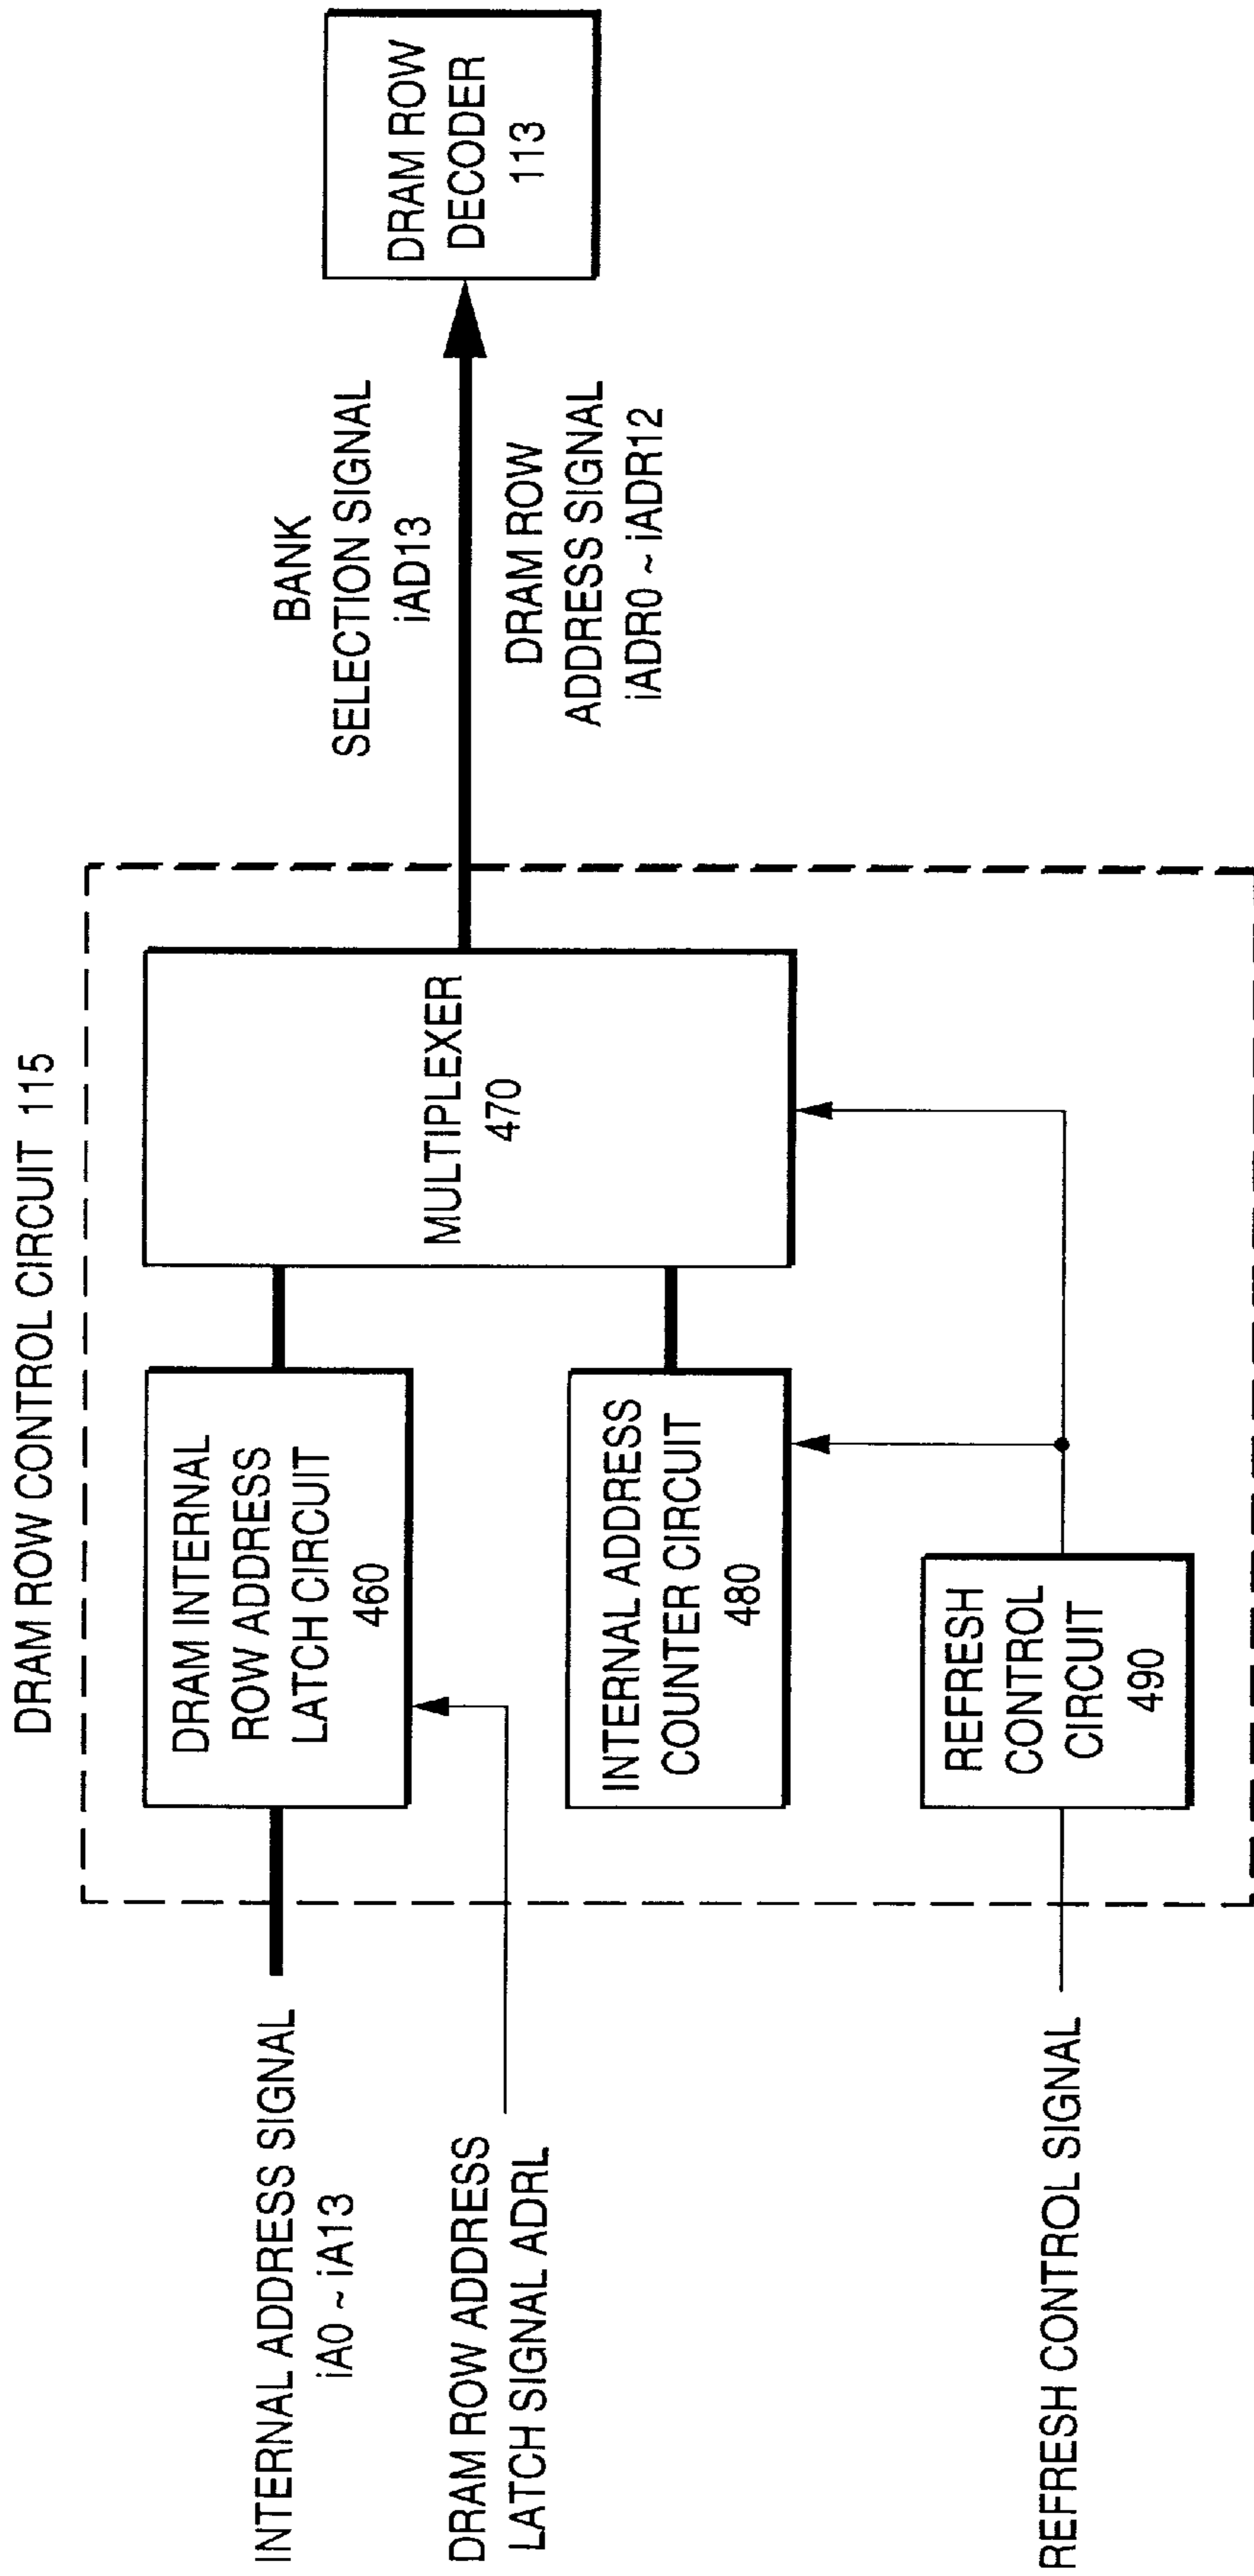 DRAM ROW CONTROL CIRCUIT 115
INTERNAL ADDRESS SIGNAL
iA0 ~ iA13
DRAM ROW ADDRESS
LATCH SIGNAL ADRL
REFRESH CONTROL SIGNAL
DRAM INTERNAL
ROW ADDRESS
LATCH CIRCUIT
460
INTERNAL ADDRESS
COUNTER CIRCUIT
480
REFRESH
CONTROL
CIRCUIT
490
MULTIPLEXER
470
BANK
SELECTION SIGNAL
iAD13
DRAM ROW
ADDRESS SIGNAL
iADR0 ~ iADR12
DRAM ROW
DECODER
113